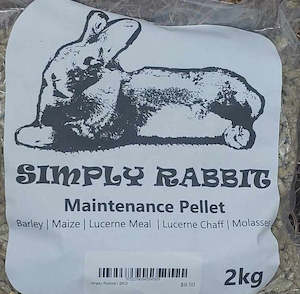 SIMPLY RABBIT
Maintenance Pellet
Barley | Maize | Lucerne Meal | Lucerne Chaff | Molasses
2kg